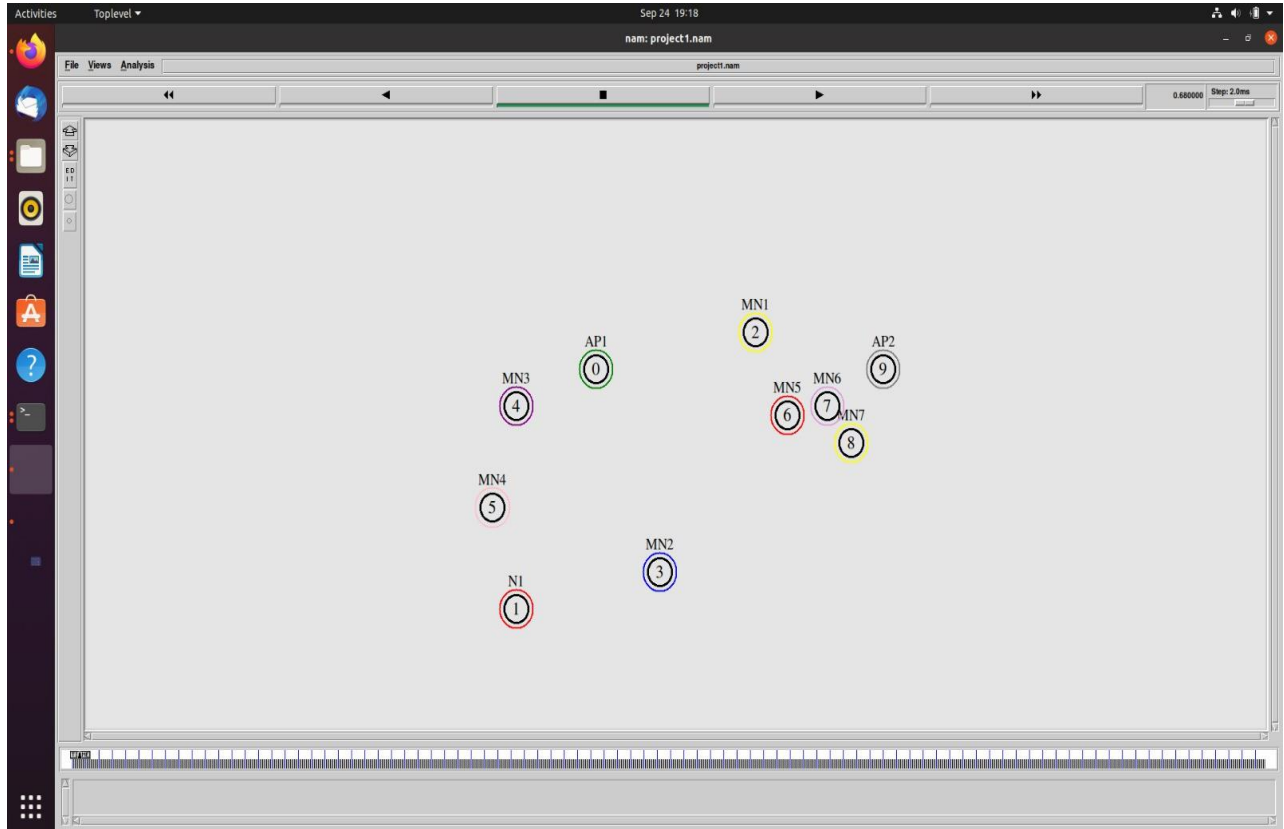 Activities Toplevel Sep 24 19:18
nam: project1.nam
File Views Analysis project1.nam
0.680000 Step: 2.0ms
E D
i T
MN1
2
AP1
0
AP2
9
MN3
4
MN5
6
MN6
7
MN7
8
MN4
5
MN2
3
N1
1